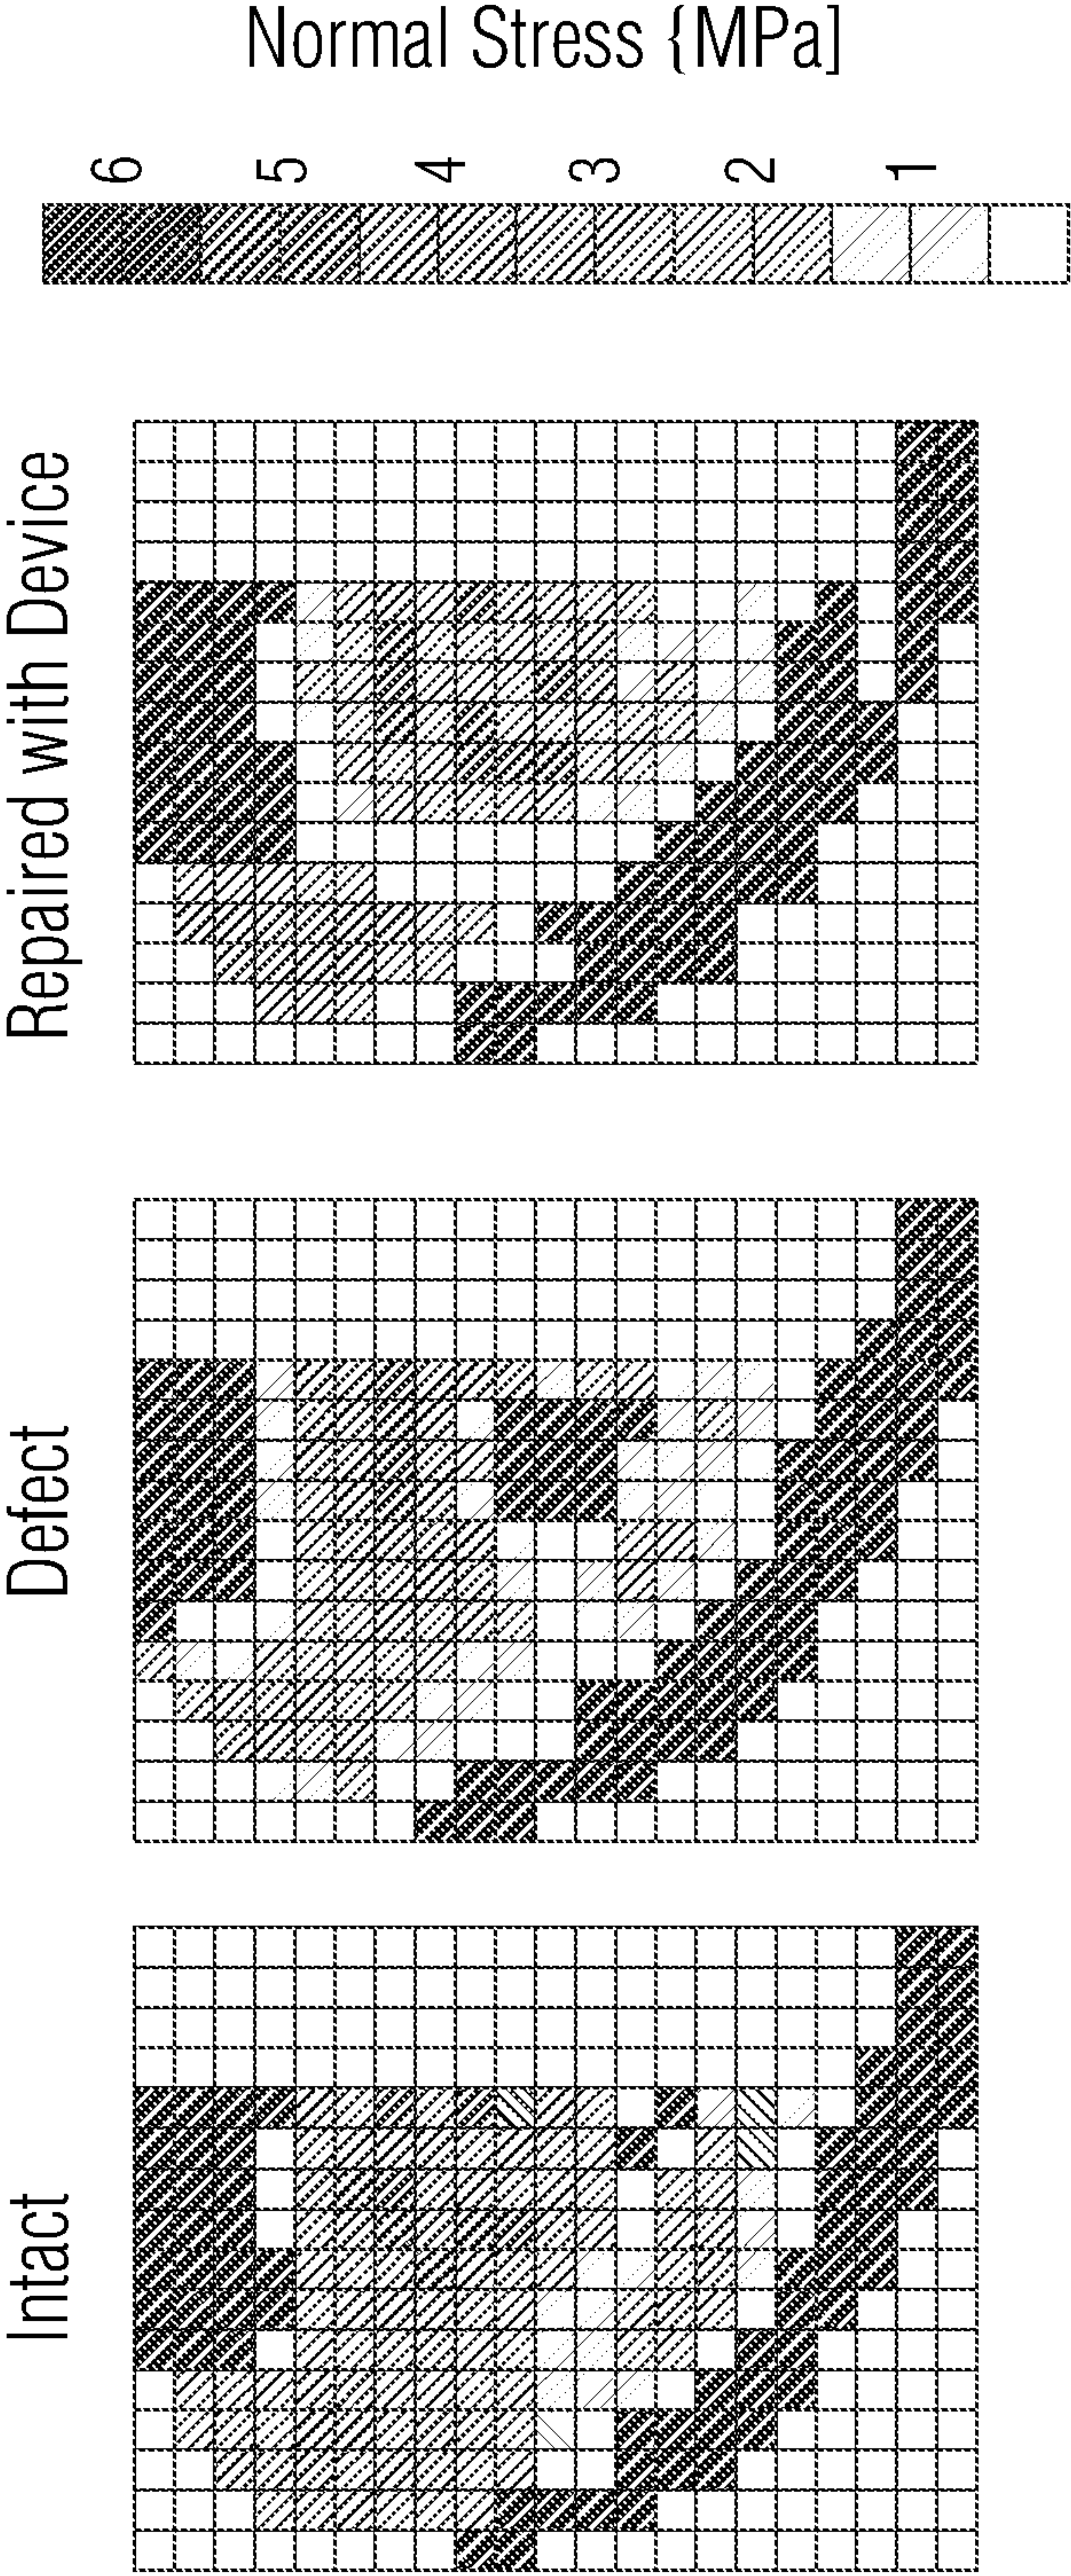 Normal Stress {MPa]
6
5
4
3
2
1
Repaired with Device
Defect
Intact